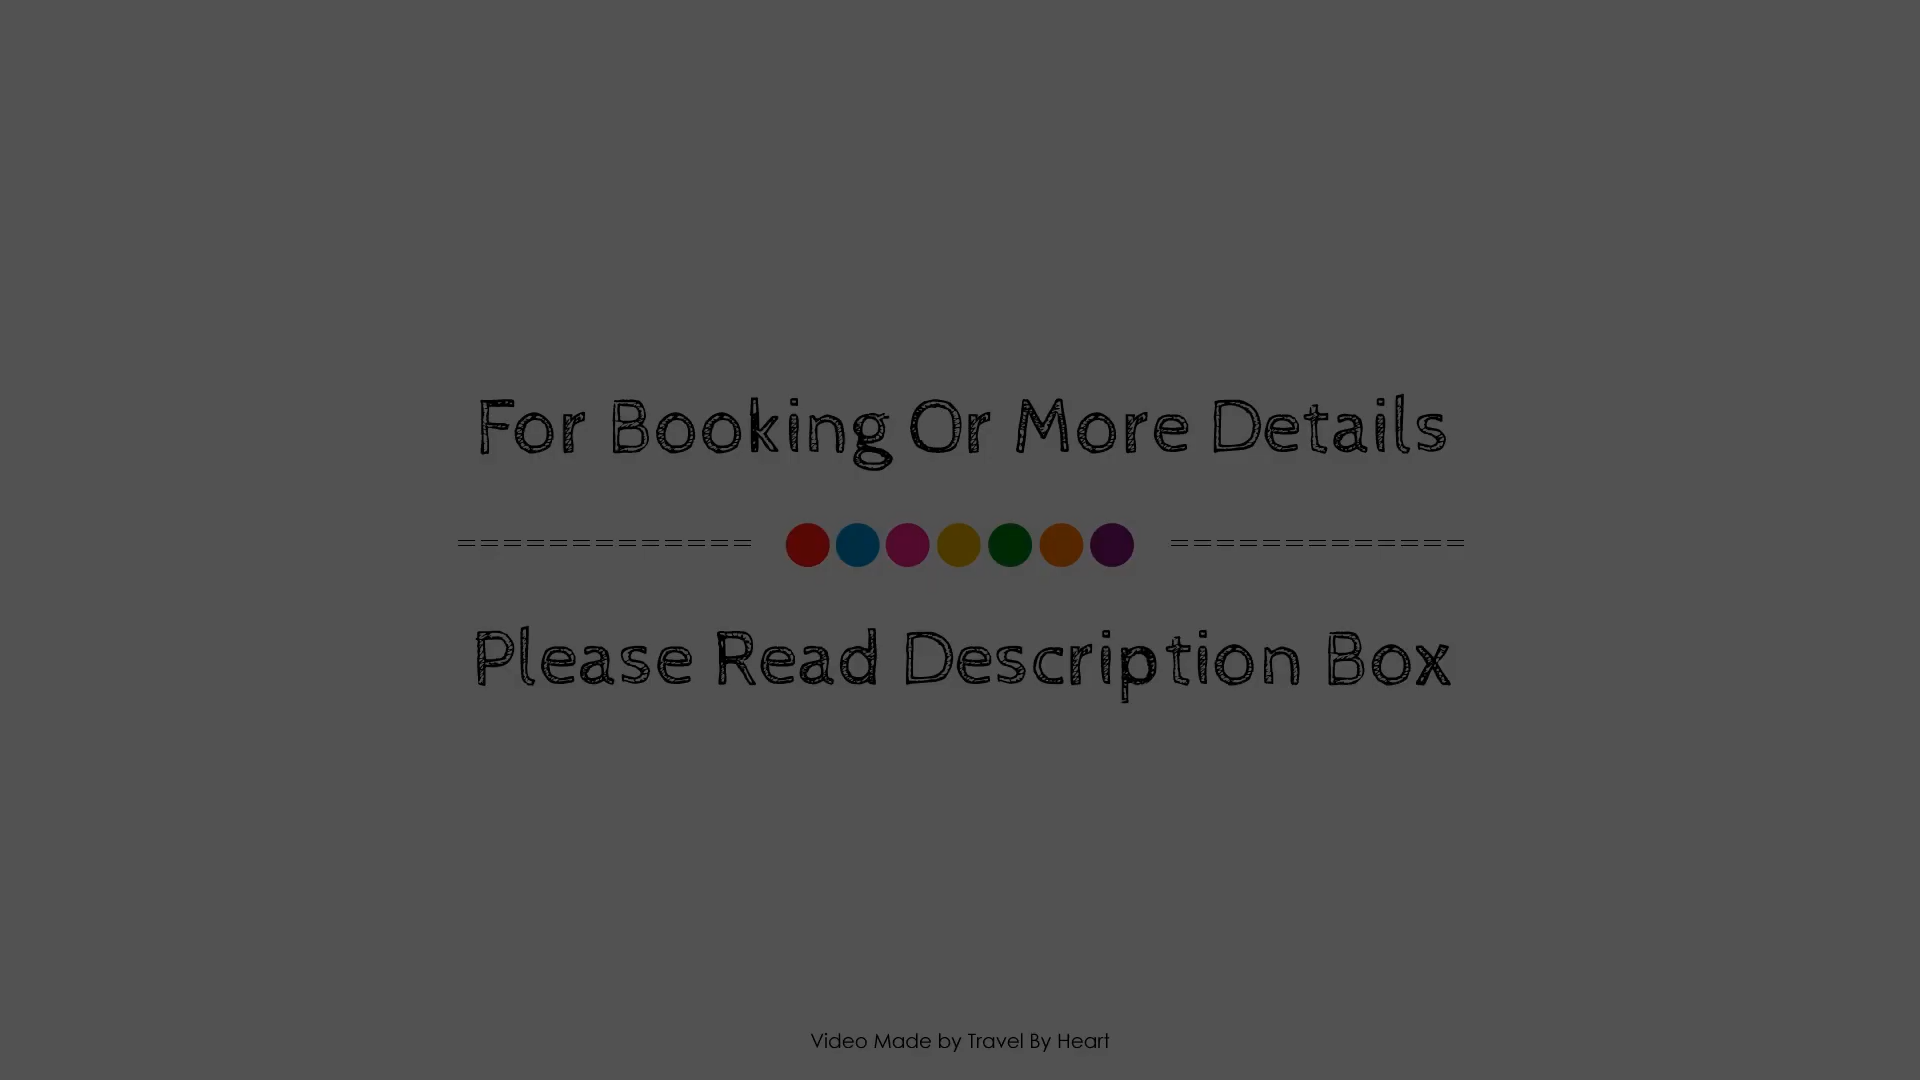 For Booking Or More Details
============= =============
Please Read Description Box
Video Made by Travel By Heart